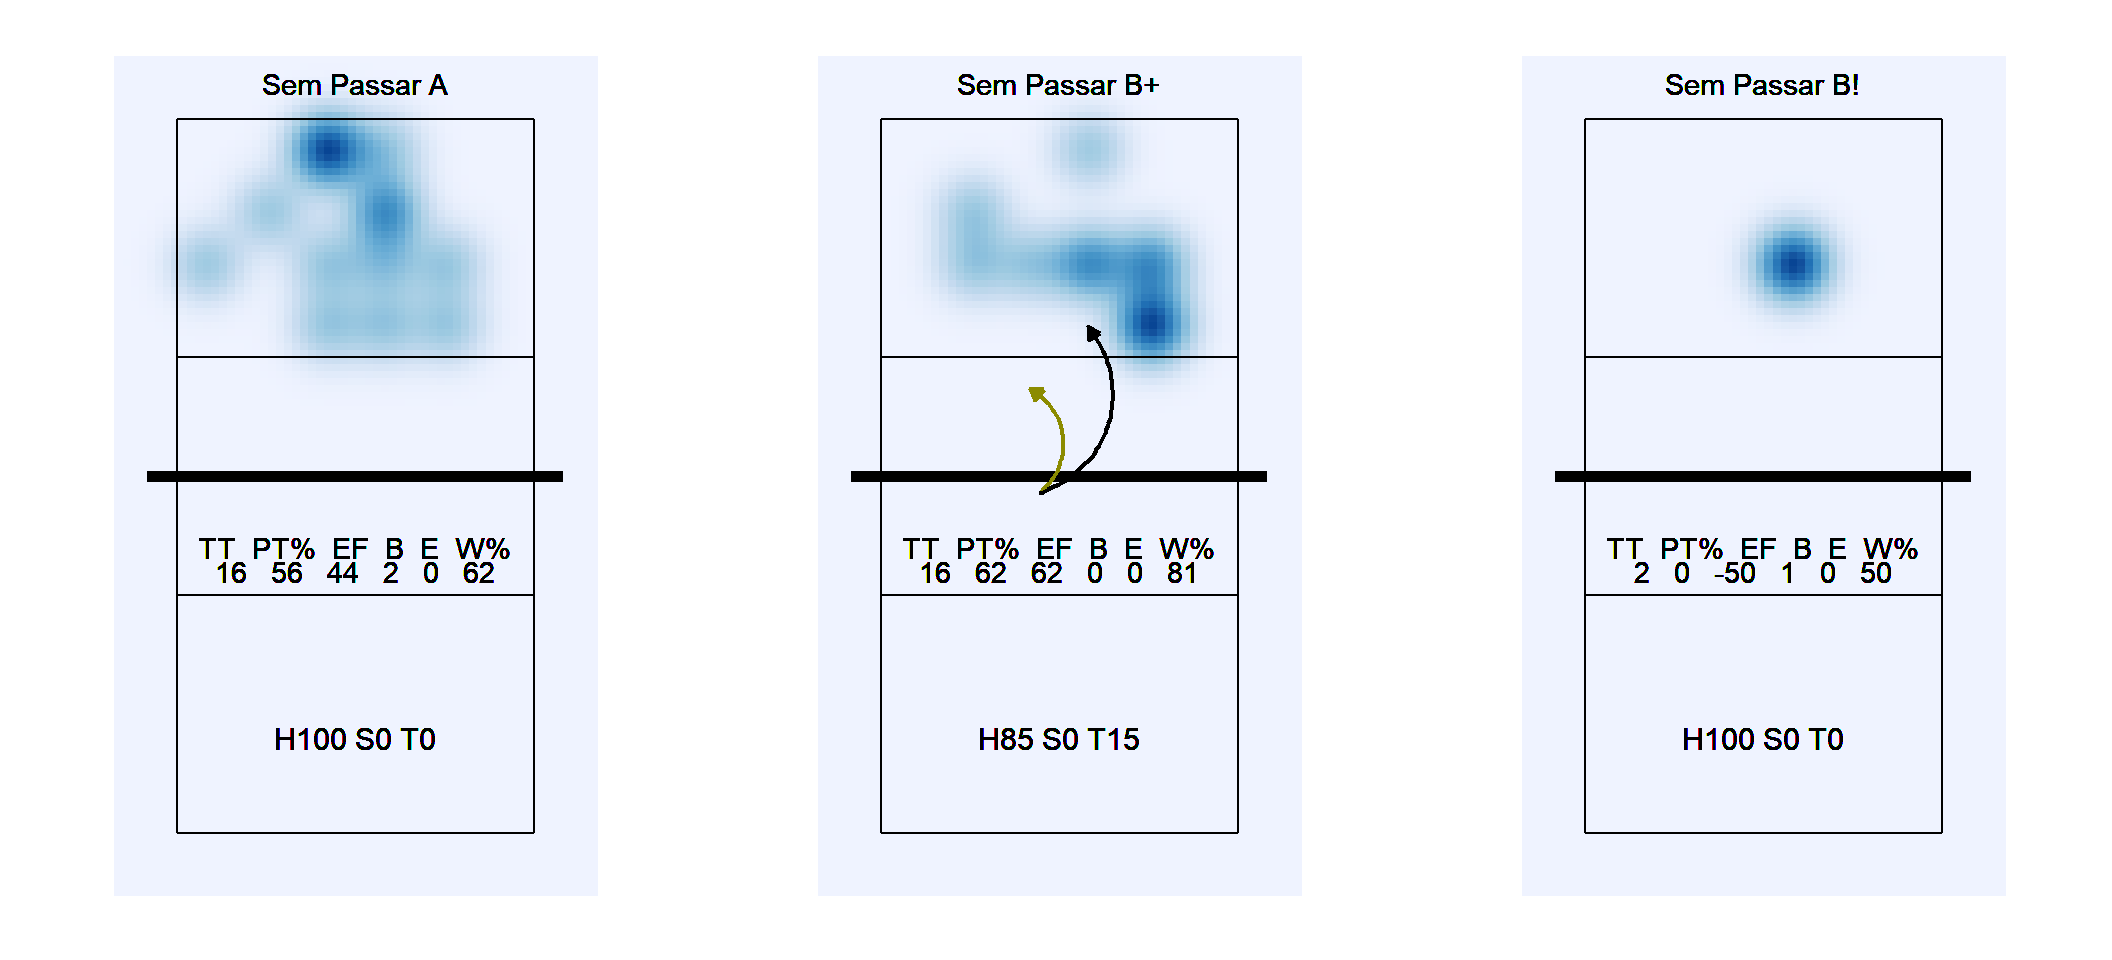 Sem Passar A
TT PT% EF B E W%
16 56 44 2 0 62
H100 S0 T0
Sem Passar B+
TT PT% EF B E W%
16 62 62 0 0 81
H85 S0 T15
Sem Passar B!
TT PT% EF B E W%
2 0 -50 1 0 50
H100 S0 T0